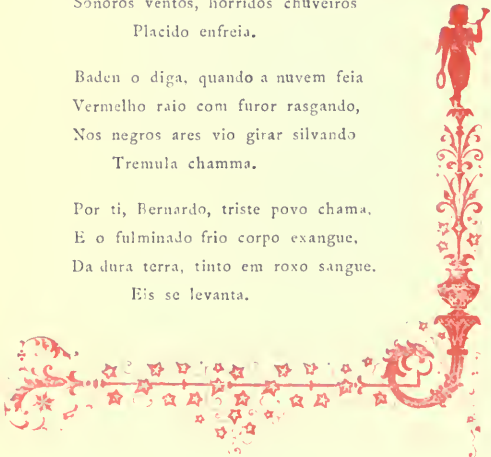 Sonoros ventos, horridos chuveiros
Placido enfreia.
Baden o diga, quando a nuvem feia
Vermelho raio com furor rasgando,
Nos negros ares vio girar silvando
Tremula chamma.
Por ti, Bernardo, triste povo chama,
E o fulminado frio corpo exangue,
Da dura terra, tinto em roxo sangue.
Eis se levanta.